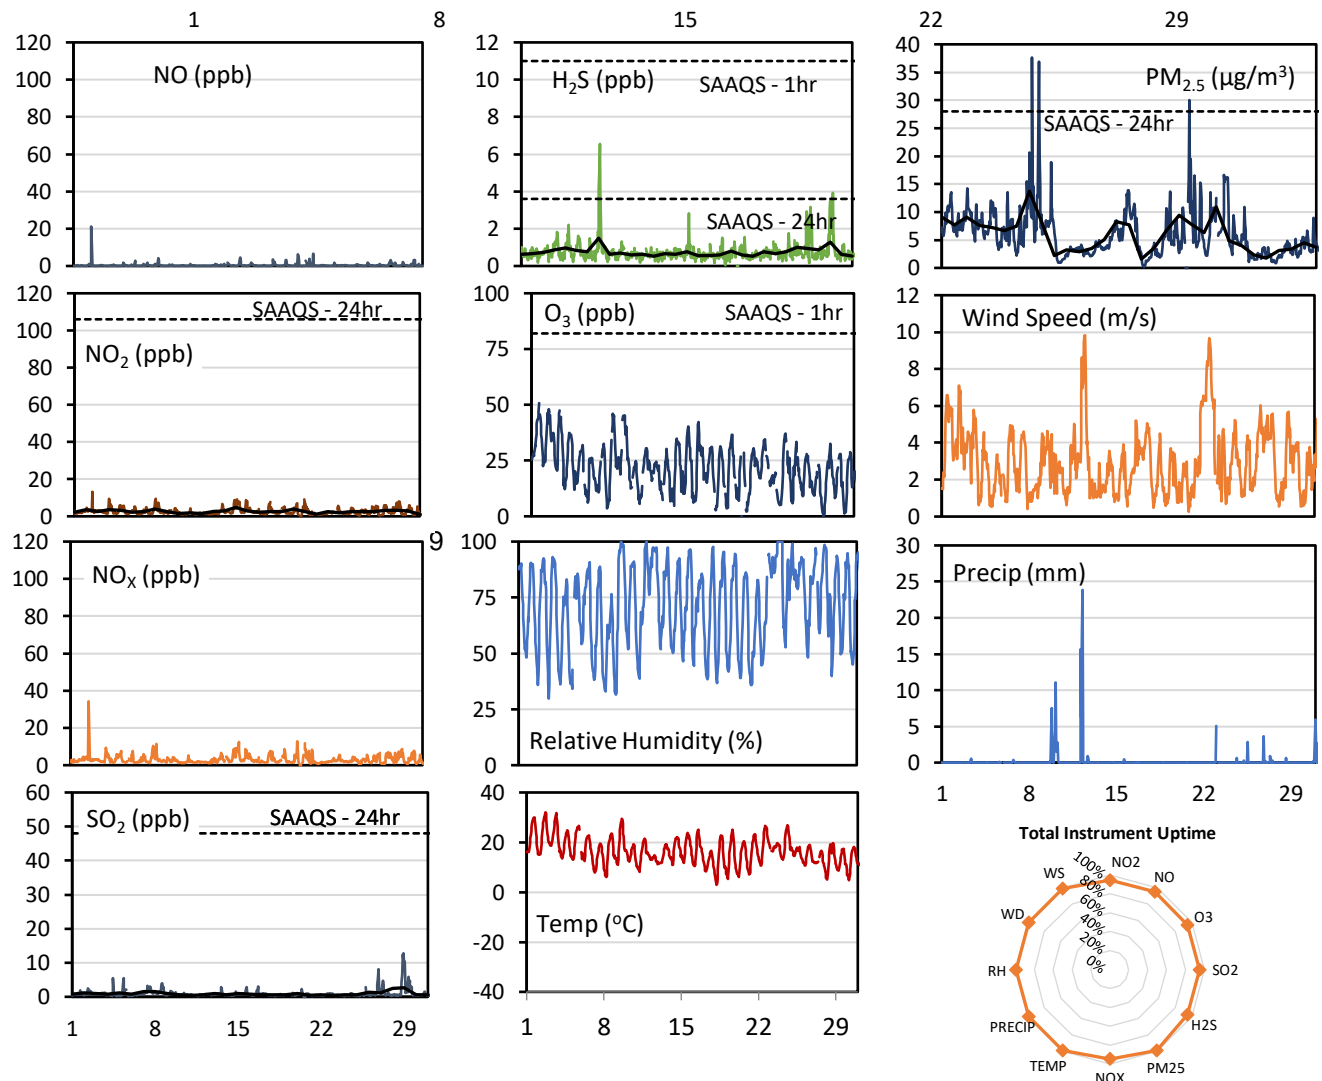 1 8 15 22 29
120 100 80 60 40 20 0
NO (ppb)
12 10 8 6 4 2 0
H2S (ppb)
SAAQS - 1hr
SAAQS - 24hr
40 35 30 25 20 15 10 5 0
PM2.5 (µg/m³)
SAAQS - 24hr
120 100 80 60 40 20 0
SAAQS - 24hr
NO2 (ppb)
100 75 50 25 0
O3 (ppb)
SAAQS - 1hr
12 10 8 6 4 2 0
Wind Speed (m/s)
120 100 80 60 40 20 0
NOX (ppb)
9
100 75 50 25 0
Relative Humidity (%)
30 25 20 15 10 5 0
Precip (mm)
1 8 15 22 29
60 50 40 30 20 10 0
SO2 (ppb)
SAAQS - 24hr
1 8 15 22 29
40 20 0 -20 -40
Temp (oC)
1 8 15 22 29
Total Instrument Uptime
100% 80% 60% 40% 20% 0%
NO2
NO
O3
SO2
H2S
PM25
NOX
TEMP
PRECIP
RH
WD
WS